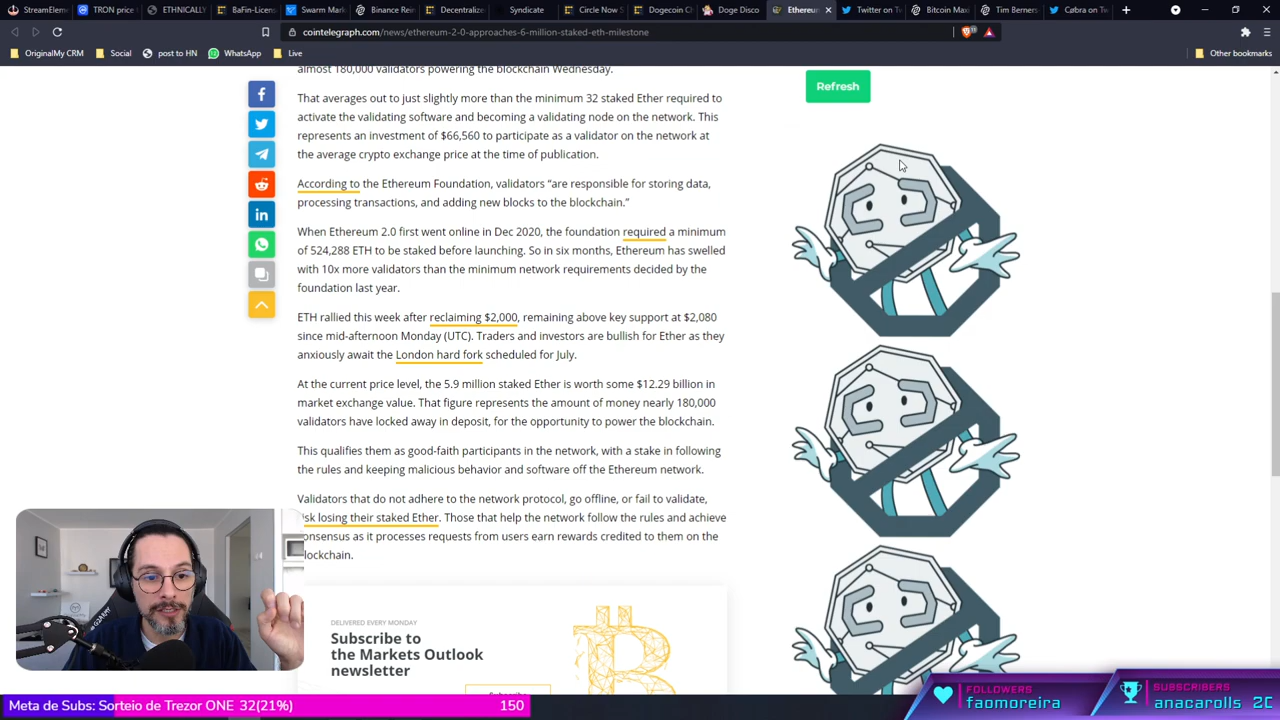 StreamEleme
TRON price
ETHNICALLY
BaFin-Licens
Swarm Mark
Binance Rein
Decentralize
Syndicate
Circle Now S
Dogecoin Ch
Doge Disco
Ethereum
Twitter on Tw
Bitcoin Maxi
Tim Berners
Cøbra on Tw
cointelegraph.com/news/ethereum-2-0-approaches-6-million-staked-eth-milestone
OriginalMy CRM
Social
post to HN
WhatsApp
Live
Other bookmarks
almost 180,000 validators powering the blockchain Wednesday.
Refresh
That averages out to just slightly more than the minimum 32 staked Ether required to
activate the validating software and becoming a validating node on the network. This
represents an investment of $66,560 to participate as a validator on the network at
the average crypto exchange price at the time of publication.
According to the Ethereum Foundation, validators “are responsible for storing data,
processing transactions, and adding new blocks to the blockchain.”
When Ethereum 2.0 first went online in Dec 2020, the foundation required a minimum
of 524,288 ETH to be staked before launching. So in six months, Ethereum has swelled
with 10x more validators than the minimum network requirements decided by the
foundation last year.
ETH rallied this week after reclaiming $2,000, remaining above key support at $2,080
since mid-afternoon Monday (UTC). Traders and investors are bullish for Ether as they
anxiously await the London hard fork scheduled for July.
At the current price level, the 5.9 million staked Ether is worth some $12.29 billion in
market exchange value. That figure represents the amount of money nearly 180,000
validators have locked away in deposit, for the opportunity to power the blockchain.
This qualifies them as good-faith participants in the network, with a stake in following
the rules and keeping malicious behavior and software off the Ethereum network.
Validators that do not adhere to the network protocol, go offline, or fail to validate,
isk losing their staked Ether. Those that help the network follow the rules and achieve
consensus as it processes requests from users earn rewards credited to them on the
lockchain.
DELIVERED EVERY MONDAY
Subscribe to
the Markets Outlook
newsletter
Meta de Subs: Sorteio de Trezor ONE 32(21%)
150
FOLLOWERS
faomoreira
SUBSCRIBERS
anacarolls 2C